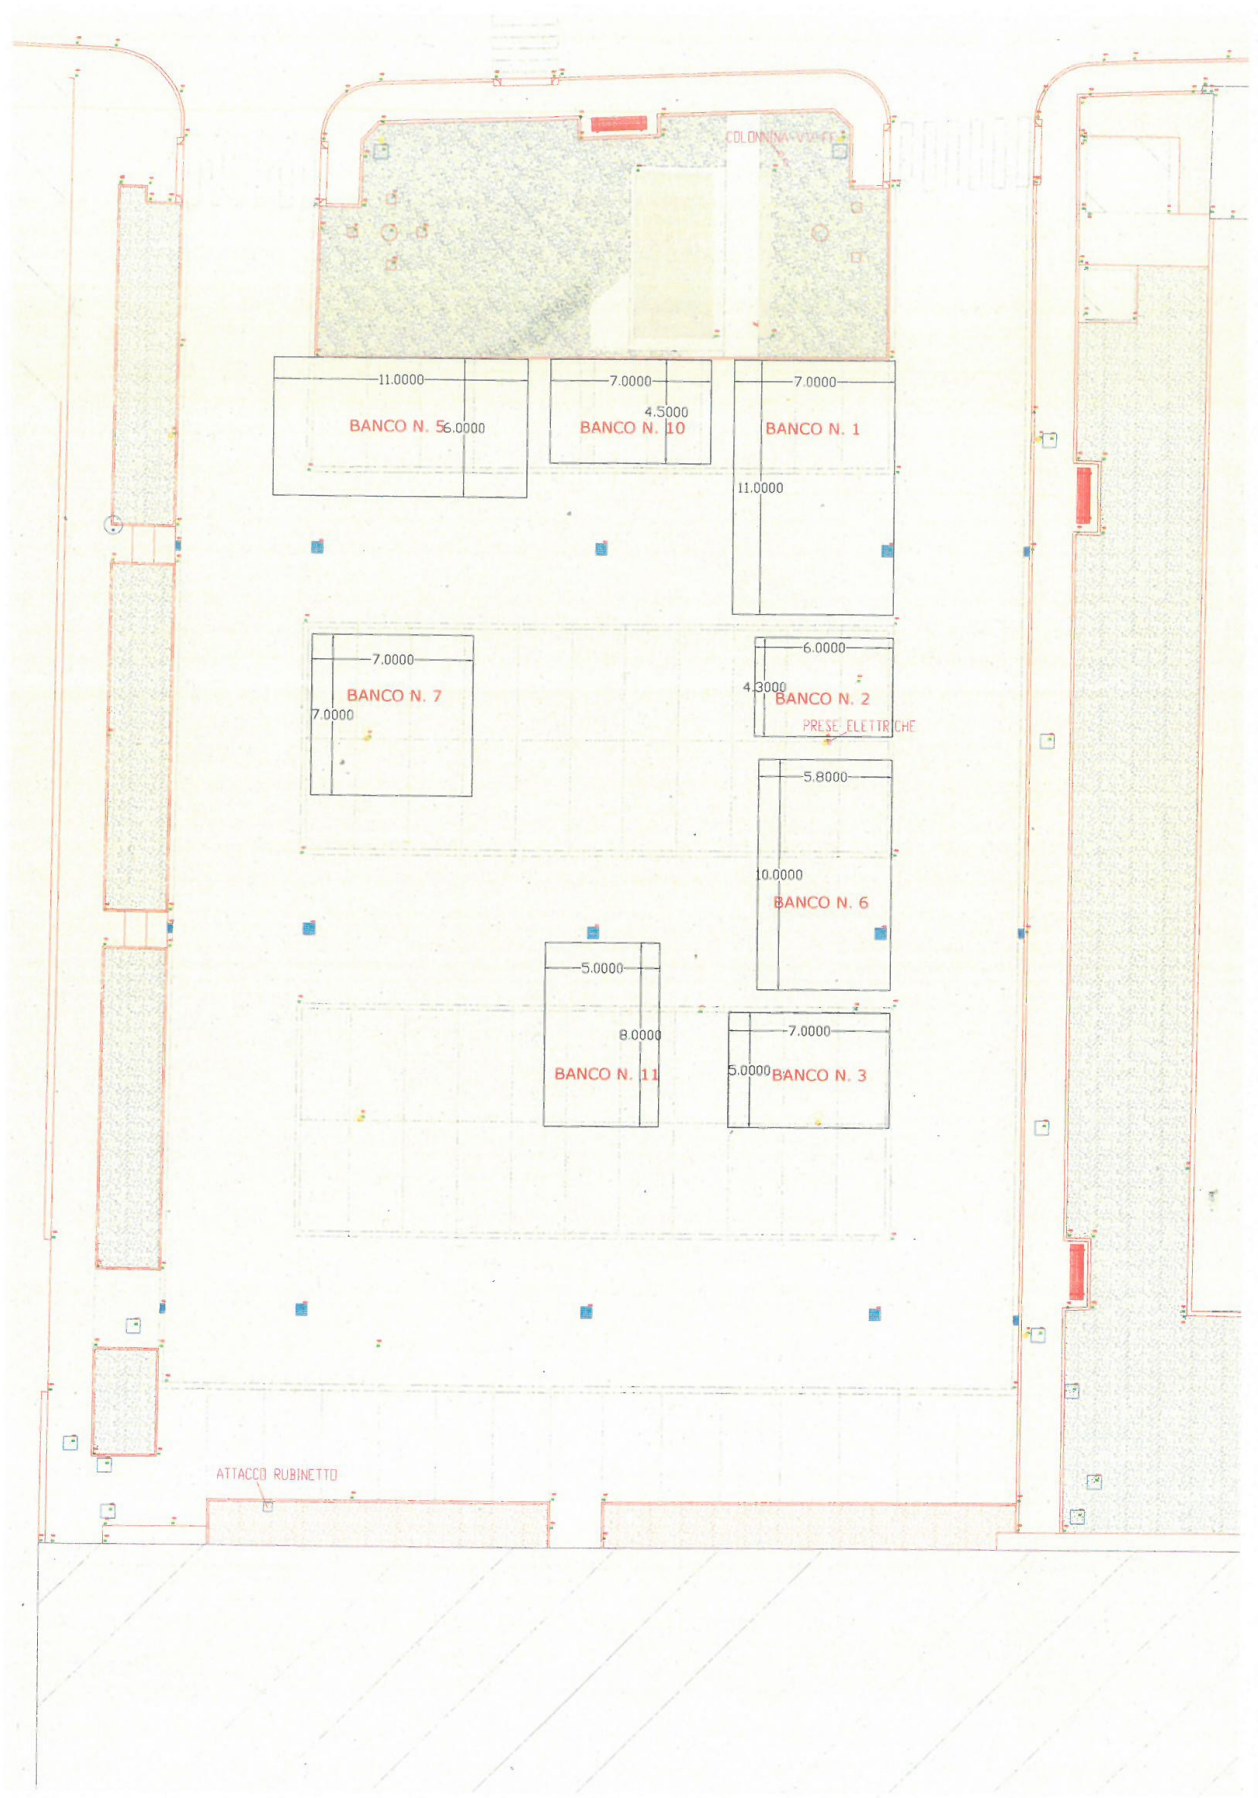 COLONNINA
11.0000
7.0000
7.0000
4.5000
BANCO N. 5
6.0000
BANCO N. 10
BANCO N. 1
11.0000
6.0000
7.0000
4.3000
BANCO N. 7
BANCO N. 2
7.0000
PRESE ELETTRICHE
5.8000
10.0000
BANCO N. 6
5.0000
7.0000
8.0000
5.0000
BANCO N. 11
BANCO N. 3
ATTACCO RUBINETTO